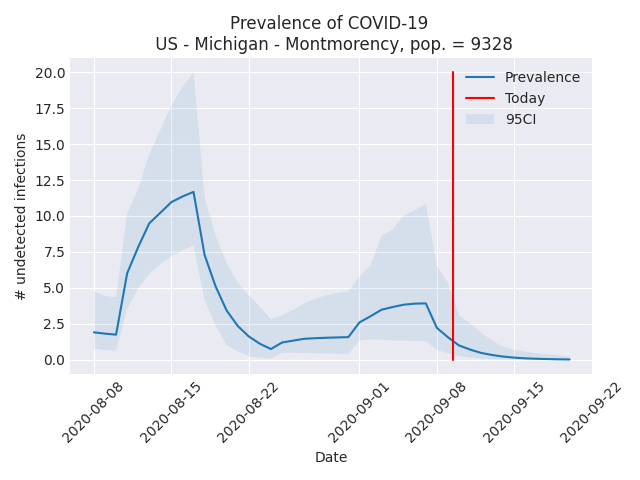 Prevalence of COVID-19
US - Michigan - Montmorency, pop. = 9328
20.0
17.5
15.0
12.5
10.0
7.5
5.0
2.5
0.0
# undetected infections
Prevalence
Today
95CI
2020-08-08
2020-08-15
2020-08-22
2020-09-01
2020-09-08
2020-09-15
2020-09-22
Date